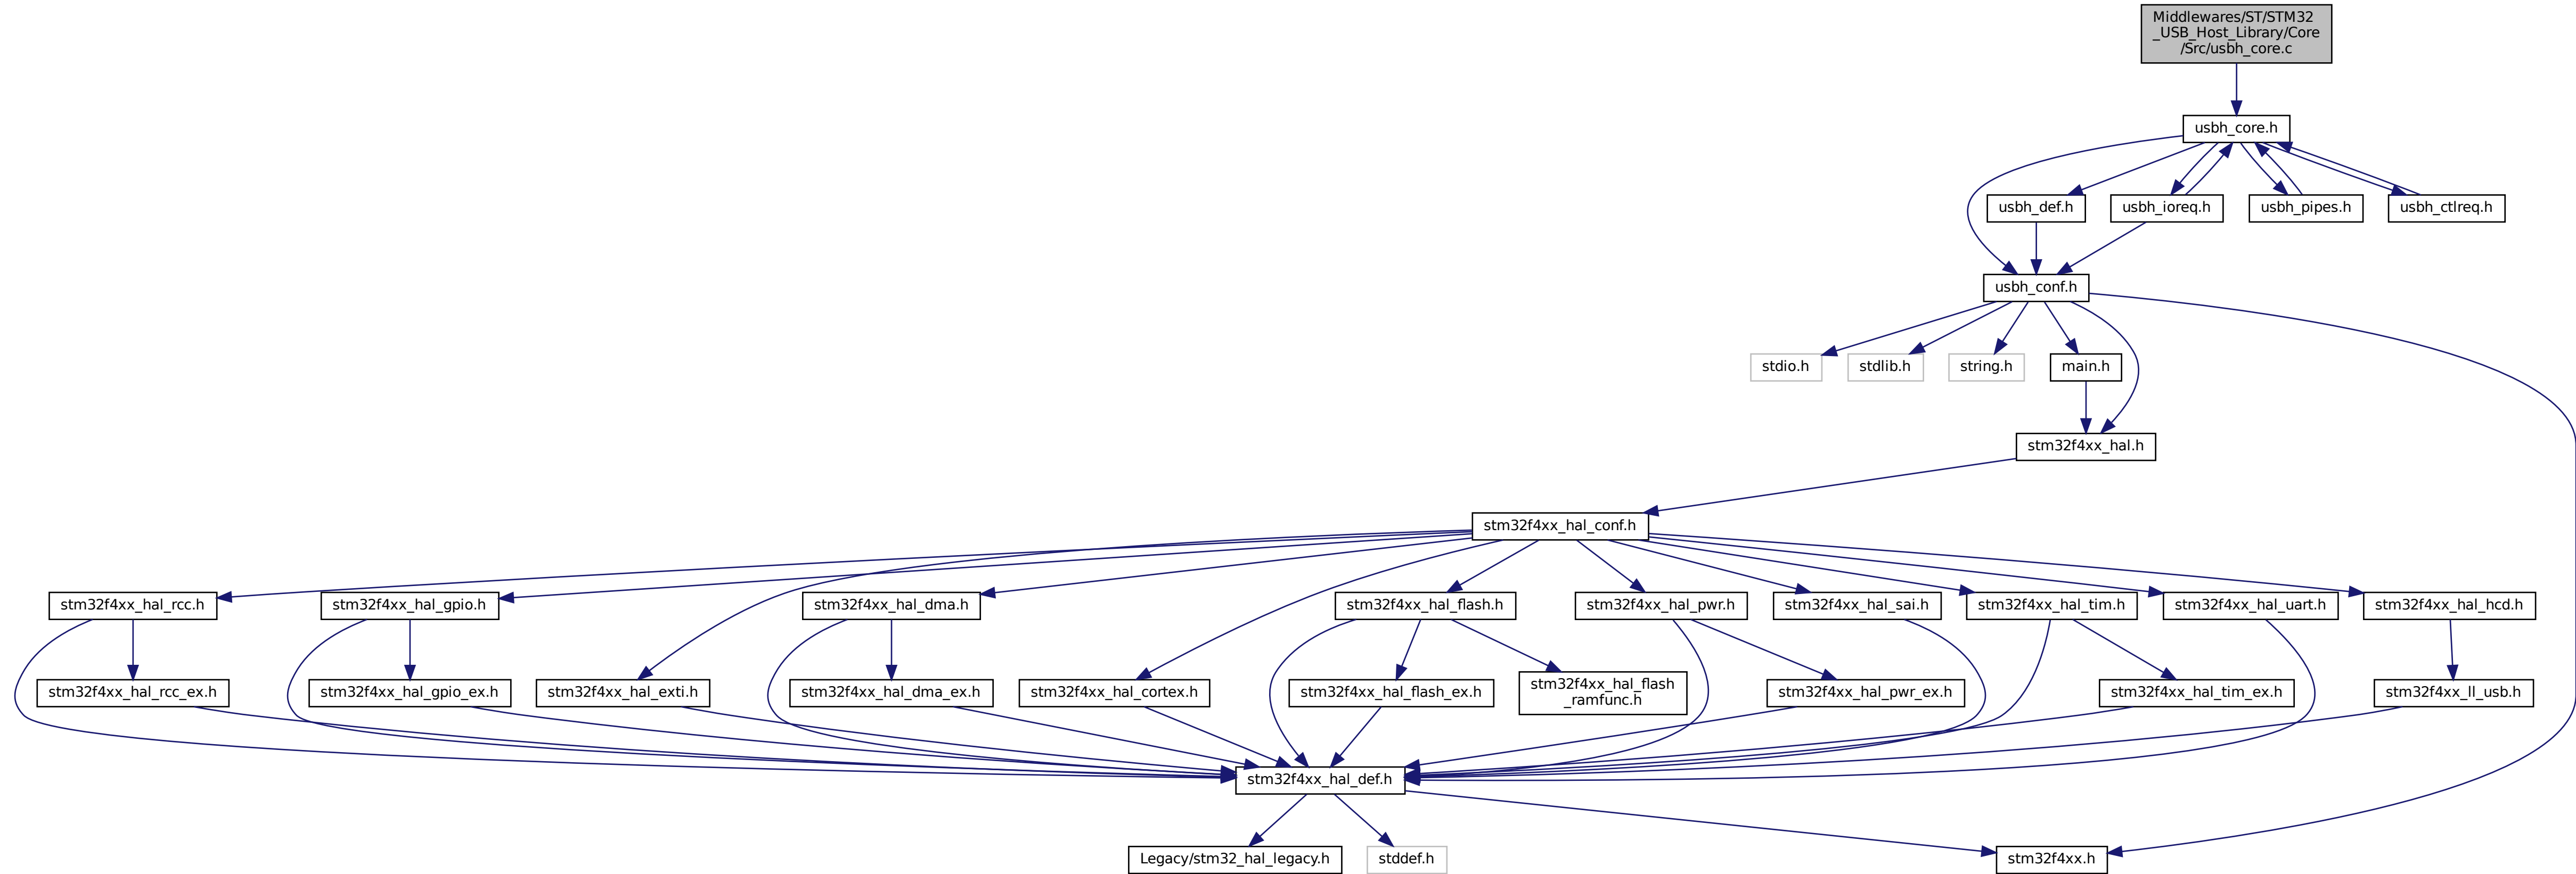 Middlewares/ST/STM32
_USB_Host_Library/Core
/Src/usbh_core.c
usbh_core.h
usbh_def.h
usbh_ioreq.h
usbh_pipes.h
usbh_ctlreq.h
usbh_conf.h
stdio.h
stdlib.h
string.h
main.h
stm32f4xx_hal.h
stm32f4xx_hal_conf.h
stm32f4xx_hal_rcc.h
stm32f4xx_hal_gpio.h
stm32f4xx_hal_dma.h
stm32f4xx_hal_flash.h
stm32f4xx_hal_pwr.h
stm32f4xx_hal_sai.h
stm32f4xx_hal_tim.h
stm32f4xx_hal_uart.h
stm32f4xx_hal_hcd.h
stm32f4xx_hal_rcc_ex.h
stm32f4xx_hal_gpio_ex.h
stm32f4xx_hal_exti.h
stm32f4xx_hal_dma_ex.h
stm32f4xx_hal_cortex.h
stm32f4xx_hal_flash_ex.h
stm32f4xx_hal_flash
_ramfunc.h
stm32f4xx_hal_pwr_ex.h
stm32f4xx_hal_tim_ex.h
stm32f4xx_ll_usb.h
stm32f4xx_hal_def.h
Legacy/stm32_hal_legacy.h
stddef.h
stm32f4xx.h